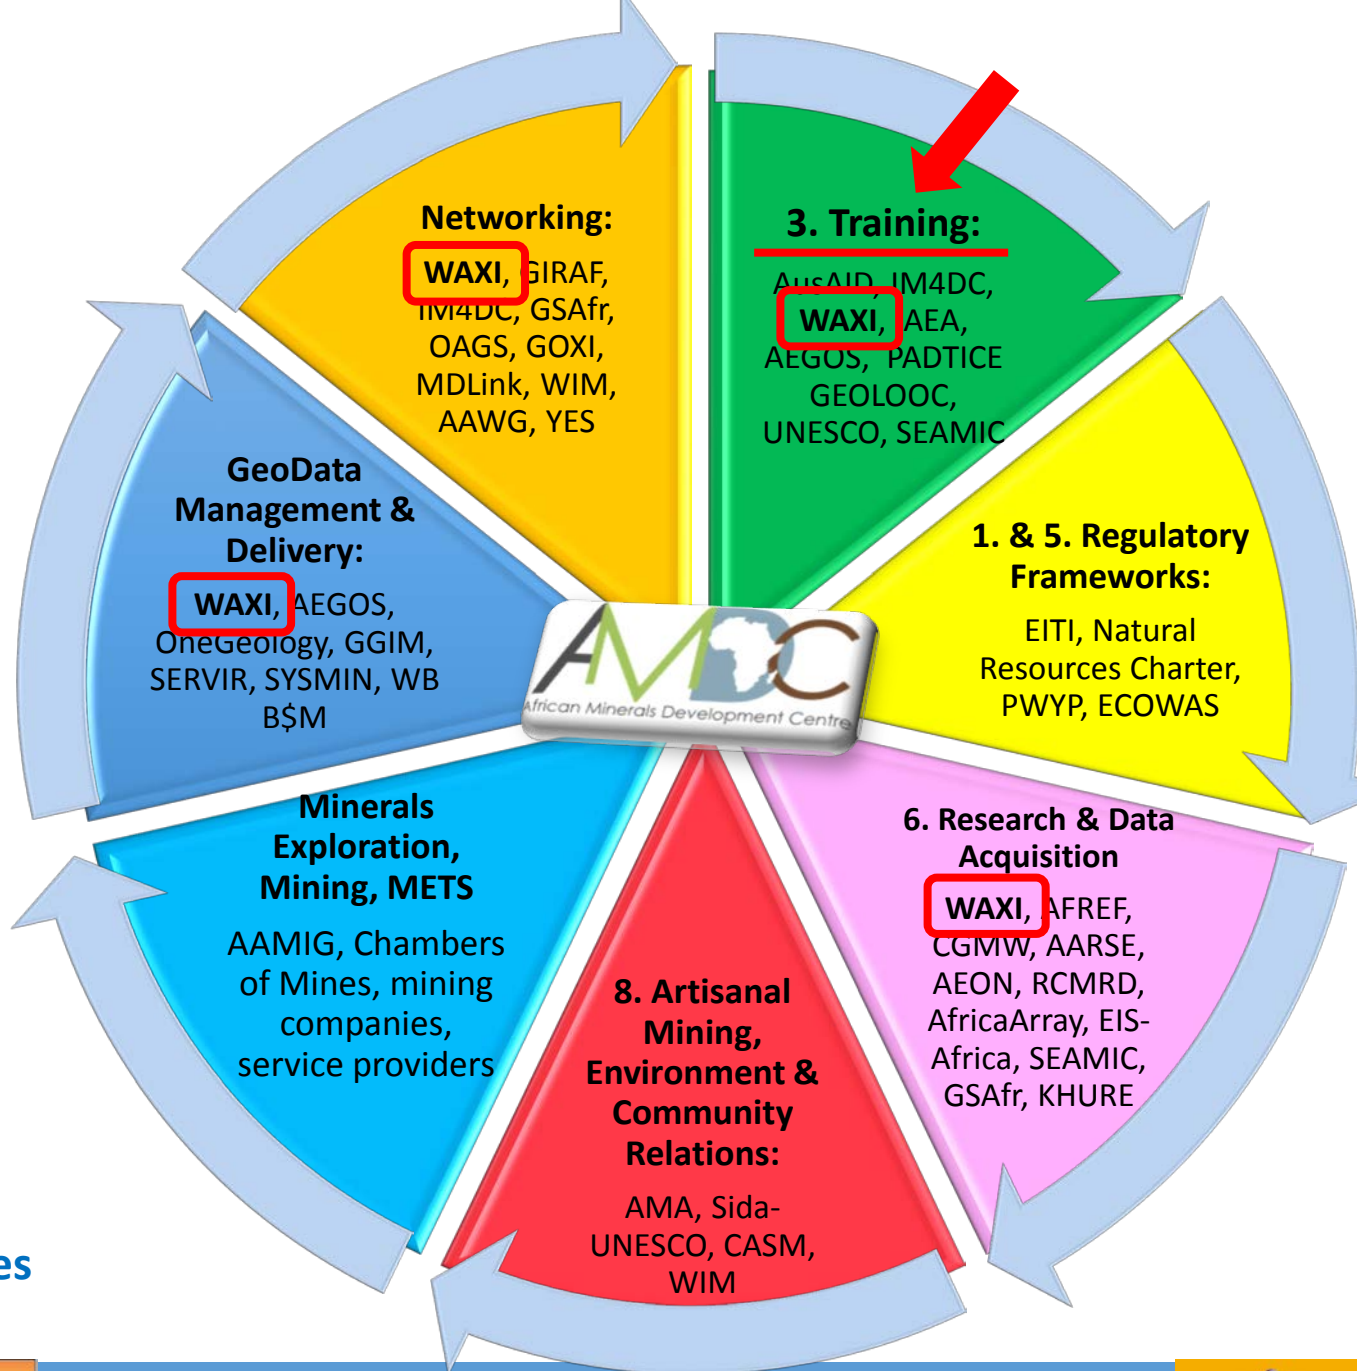 Networking:
WAXI, GIRAF,
IM4DC, GSAfr,
OAGS, GOXI,
MDLink, WIM,
AAWG, YES
3. Training:
AusAID, IM4DC,
WAXI, IAEA,
AEGOS, PADTICE
GEOLOOC,
UNESCO, SEAMIC
1. & 5. Regulatory
Frameworks:
EITI, Natural
Resources Charter,
PWYP, ECOWAS
6. Research & Data
Acquisition
WAXI, AFREF,
CGMW, AARSE,
AEON, RCMRD,
AfricaArray, EIS-
Africa, SEAMIC,
GSAfr, KHURE
8. Artisanal
Mining,
Environment &
Community
Relations:
AMA, Sida-
UNESCO, CASM,
WIM
Minerals
Exploration,
Mining, METS
AAMIG, Chambers
of Mines, mining
companies,
service providers
GeoData
Management &
Delivery:
WAXI, AEGOS,
OneGeology, GGIM,
SERVIR, SYSMIN, WB
B$M
AMDC
African Minerals Development Centre
es